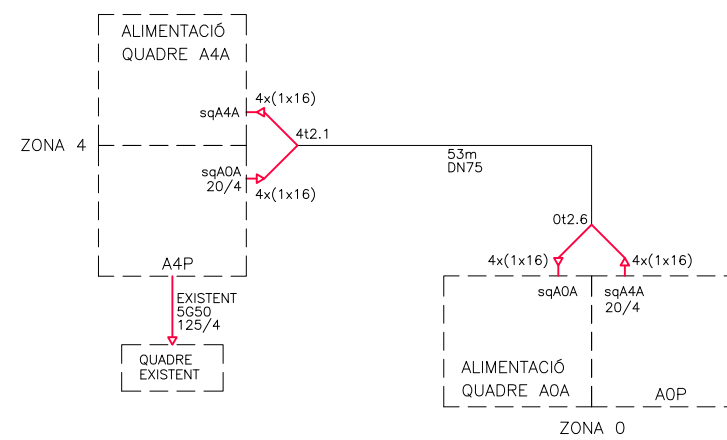 ALIMENTACIÓ
QUADRE A4A
4x(1x16)
sqA4A
4t2.1
ZONA 4
53m
DN75
sqA0A
20/4
4x(1x16)
0t2.6
A4P
4x(1x16)
4x(1x16)
EXISTENT
5G50
125/4
sqA0A
sqA4A
20/4
QUADRE
EXISTENT
ALIMENTACIÓ
QUADRE A0A
A0P
ZONA 0